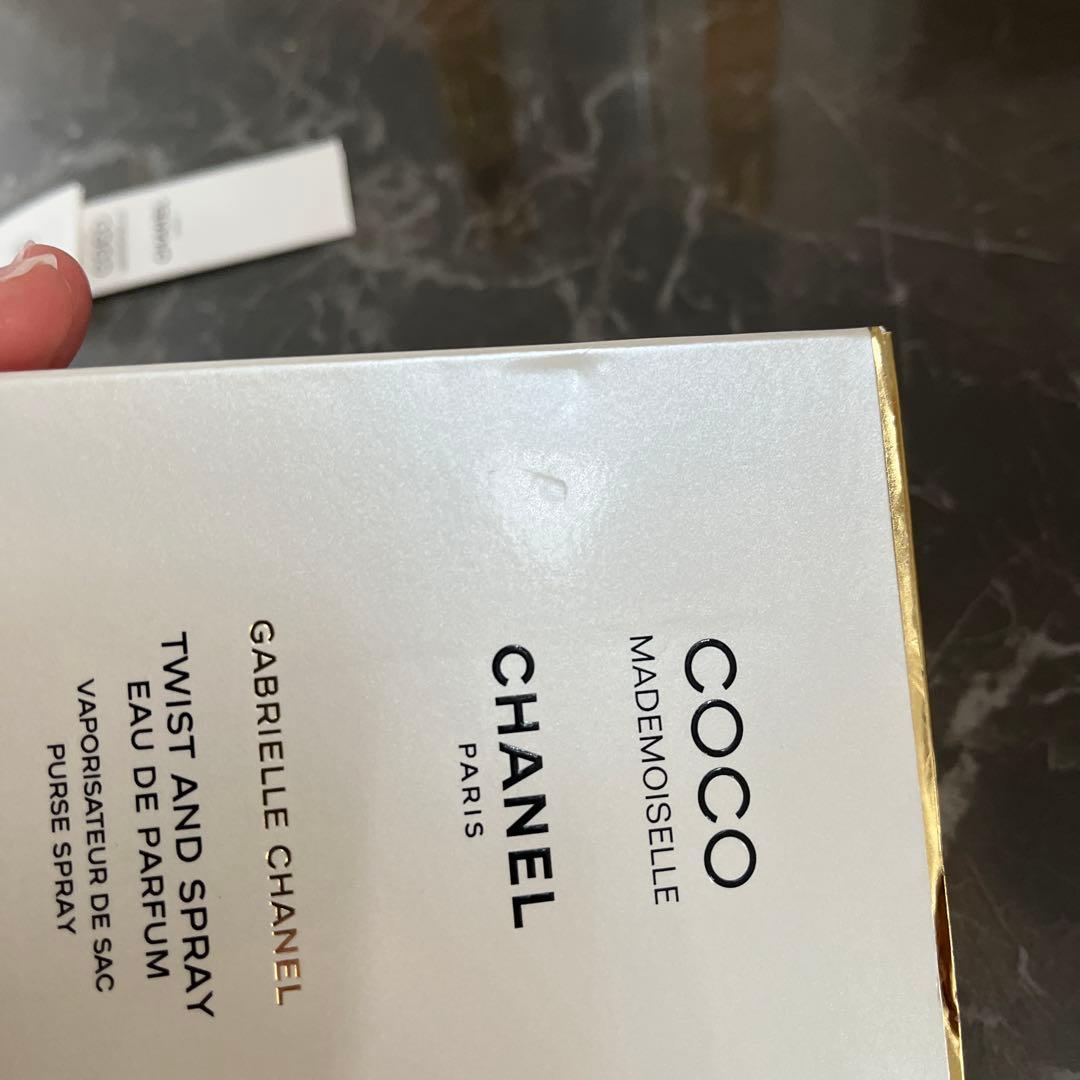 COCO
MADEMOISELLE
CHANEL
PARIS
GABRIELLE CHANEL
TWIST AND SPRAY
EAU DE PARFUM
VAPORISATEUR DE SAC
PURSE SPRAY